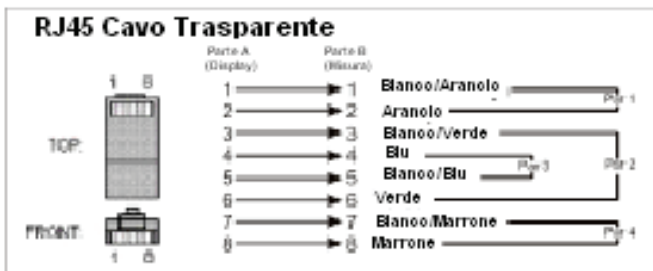 RJ45 Cavo Trasparente
Parte A (Display)
Parte B (Misura)
1 8
TOP:
FRONT:
1 8
1 1 Bianco/Arancio
2 2 Arancio
Pair 1
3 3 Bianco/Verde
4 4 Blu
5 5 Bianco/Blu
Pair 3
6 6 Verde
Pair 2
7 7 Bianco/Marrone
8 8 Marrone
Pair 4